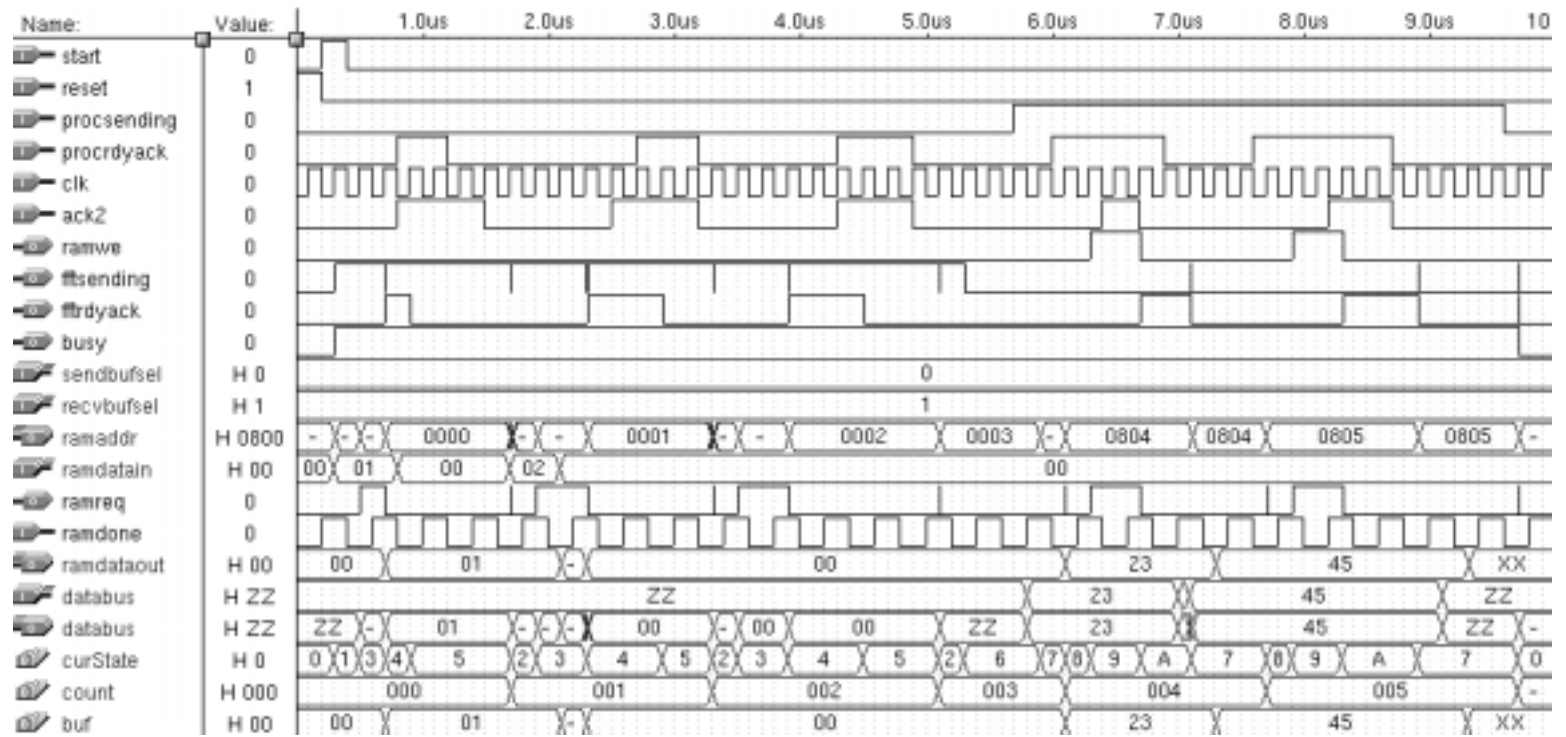 Name: Value: 1.0us 2.0us 3.0us 4.0us 5.0us 6.0us 7.0us 8.0us 9.0us 10
start 0
reset 1
procsending 0
procrdyack 0
clk 0
ack2 0
ramwe 0
fftsending 0
fftrdyack 0
busy 0
sendbufsel H 0 0
recvbufsel H 1 1
ramaddr H 0800 - - - 0000 - - 0001 - - 0002 0003 - 0804 0804 0805 0805 -
ramdatain H 00 00 01 00 02 00
ramreq 0
ramdone 0
ramdataout H 00 00 01 - 00 23 45 XX
databus H ZZ ZZ 23 45 ZZ
databus H ZZ ZZ - 01 - - - 00 - 00 00 ZZ 23 45 ZZ -
curState H 0 0 1 3 4 5 2 3 4 5 2 3 4 5 2 6 7 8 9 A 7 8 9 A 7 0
count H 000 000 001 002 003 004 005 -
buf H 00 00 01 - 00 23 45 XX